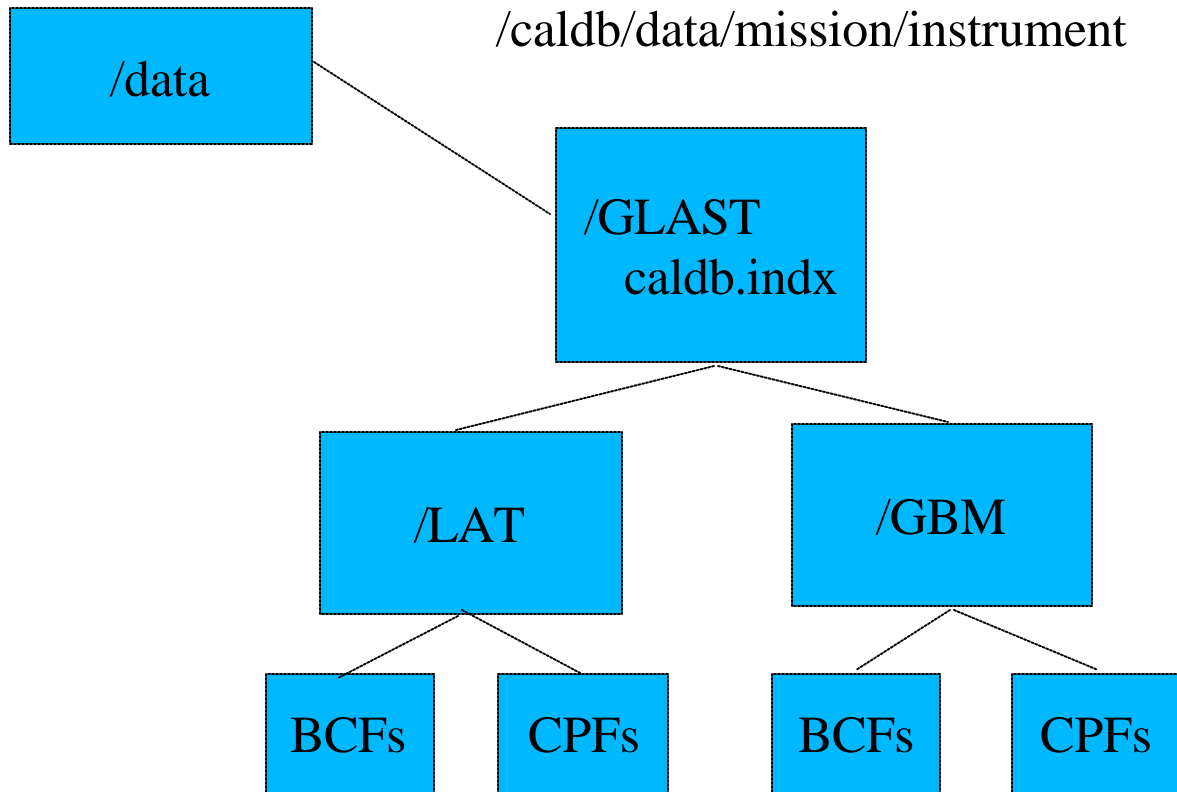 /caldb/data/mission/instrument
/data
/GLAST
caldb.indx
/LAT
/GBM
BCFs
CPFs
BCFs
CPFs